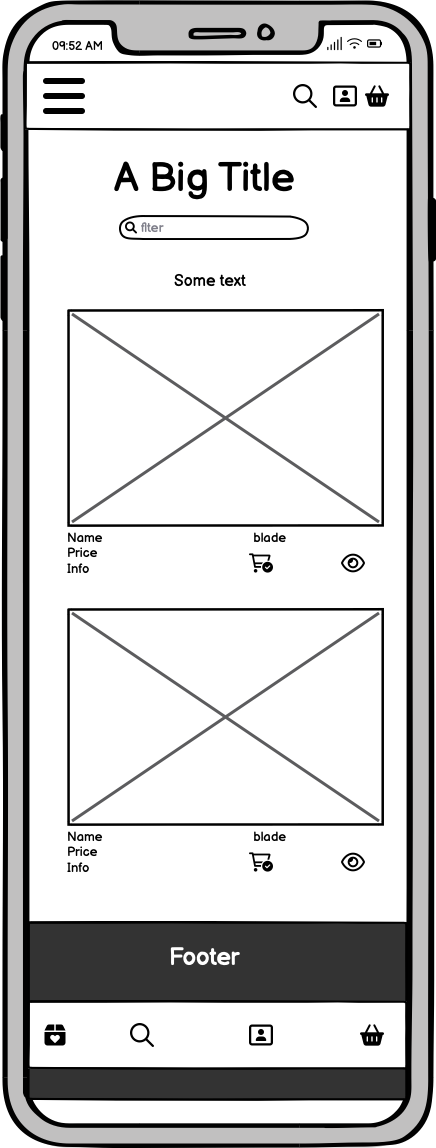 09:52 AM
A Big Title
flter
Some text
Name
Price
Info
blade
Name
Price
Info
blade
Footer